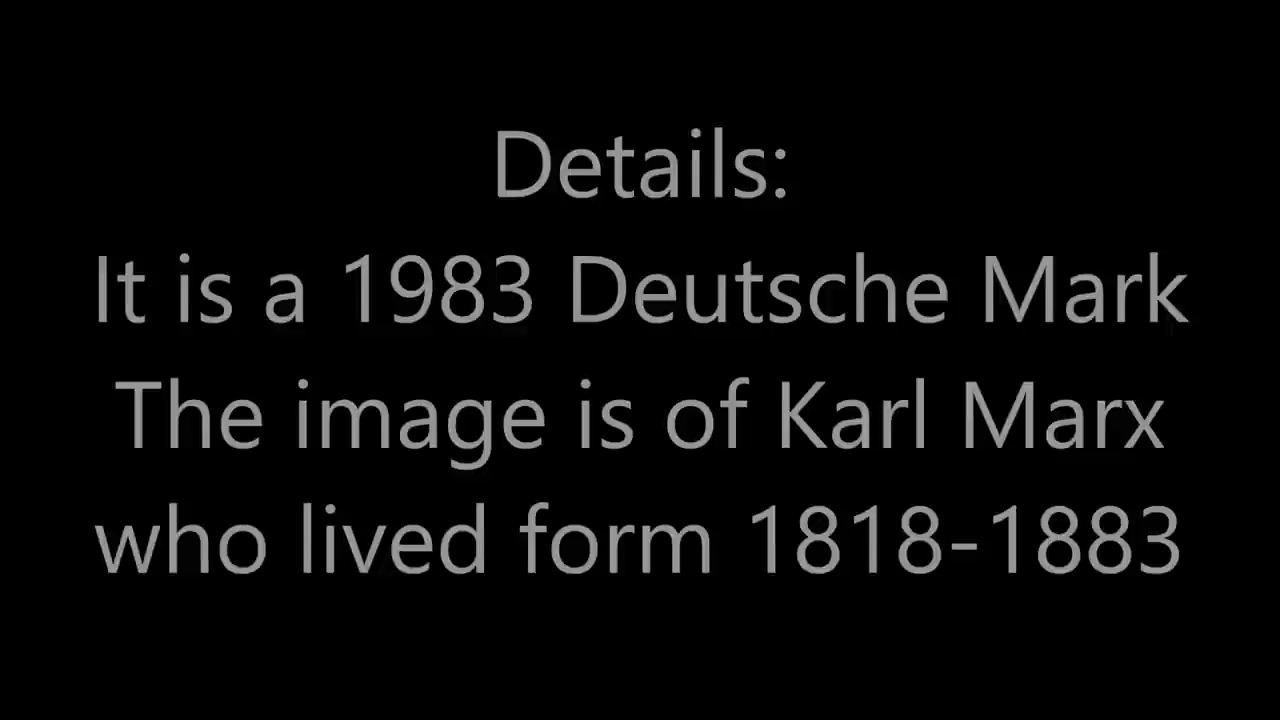 Details:
It is a 1983 Deutsche Mark
The image is of Karl Marx
who lived form 1818-1883